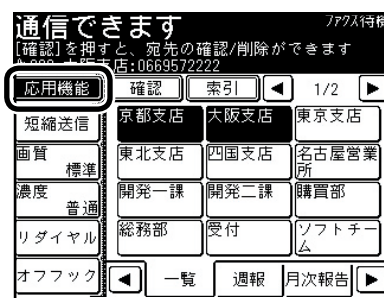 通信できます
ファクス待機
[確認]を押すと、宛先の確認/削除ができます
大阪支店:0669572222
応用機能 確認 索引 1/2
短縮送信 京都支店 大阪支店 東京支店
画質 標準 東北支店 四国支店 名古屋営業所
濃度 普通 開発一課 開発二課 購買部
リダイヤル 総務部 受付 ソフトチーム
オフフック 一覧 週報 月次報告